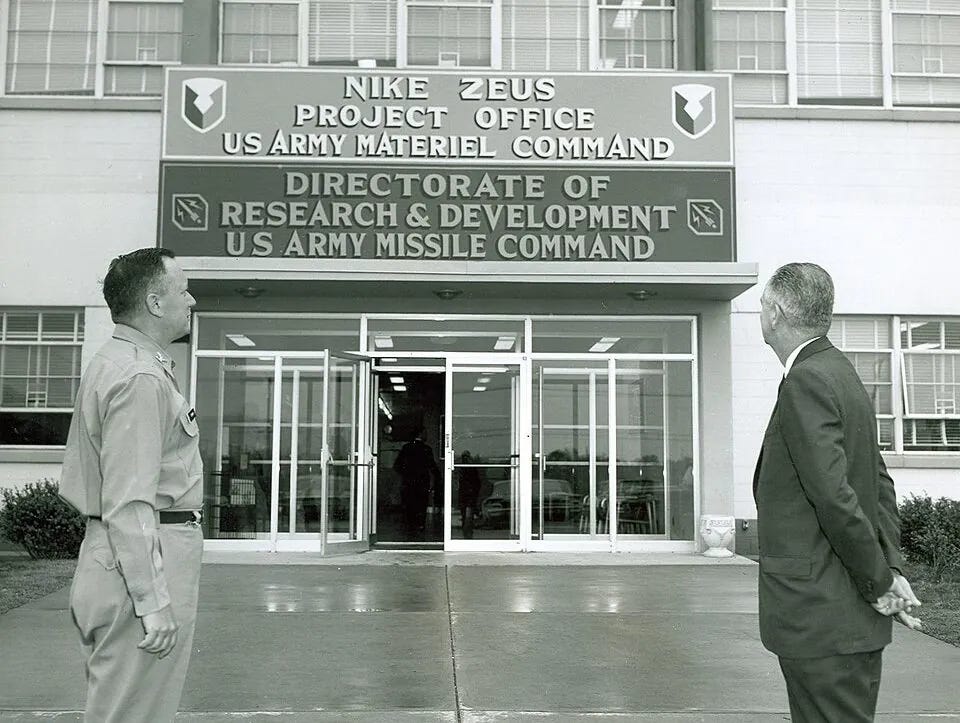 NIKE ZEUS
PROJECT OFFICE
US ARMY MATERIEL COMMAND
DIRECTORATE OF
RESEARCH & DEVELOPMENT
US ARMY MISSILE COMMAND